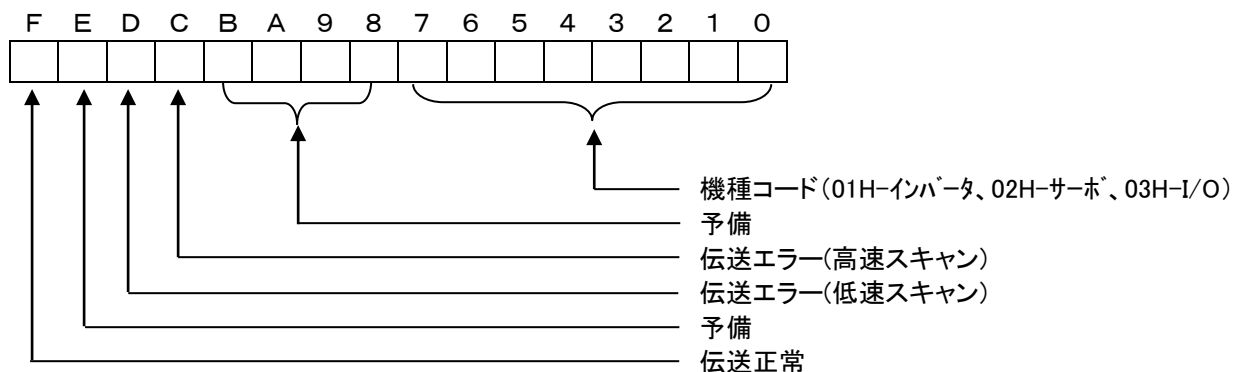 F E D C B A 9 8 7 6 5 4 3 2 1 0
機種コード(01H-インバータ、02H-サーボ、03H-I/O)
予備
伝送エラー(高速スキャン)
伝送エラー(低速スキャン)
予備
伝送正常